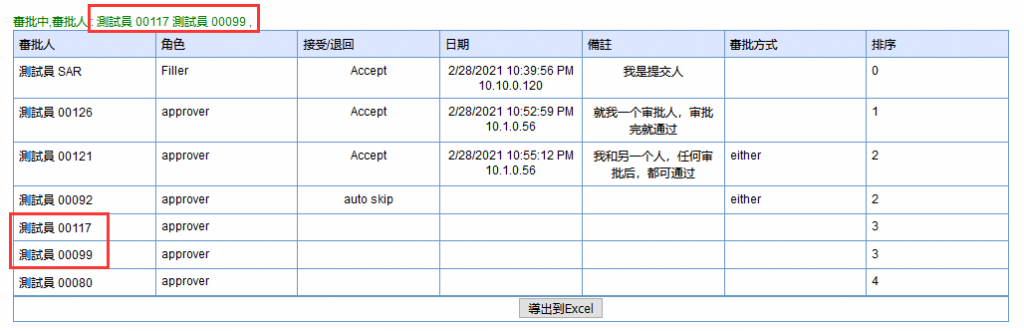 審批中,審批人: 測試員 00117 測試員 00099 ,
審批人 角色 接受/退回 日期 備註 審批方式 排序
測試員 SAR Filler Accept 2/28/2021 10:39:56 PM 我是提交人 0
10.10.0.120
測試員 00126 approver Accept 2/28/2021 10:52:59 PM 就我一个审批人，审批 1
10.1.0.56 完就通过
測試員 00121 approver Accept 2/28/2021 10:55:12 PM 我和另一个人，任何审 either 2
10.1.0.56 批后，都可通过
測試員 00092 approver auto skip either 2
測試員 00117 approver 3
測試員 00099 approver 3
測試員 00080 approver 4
導出到Excel